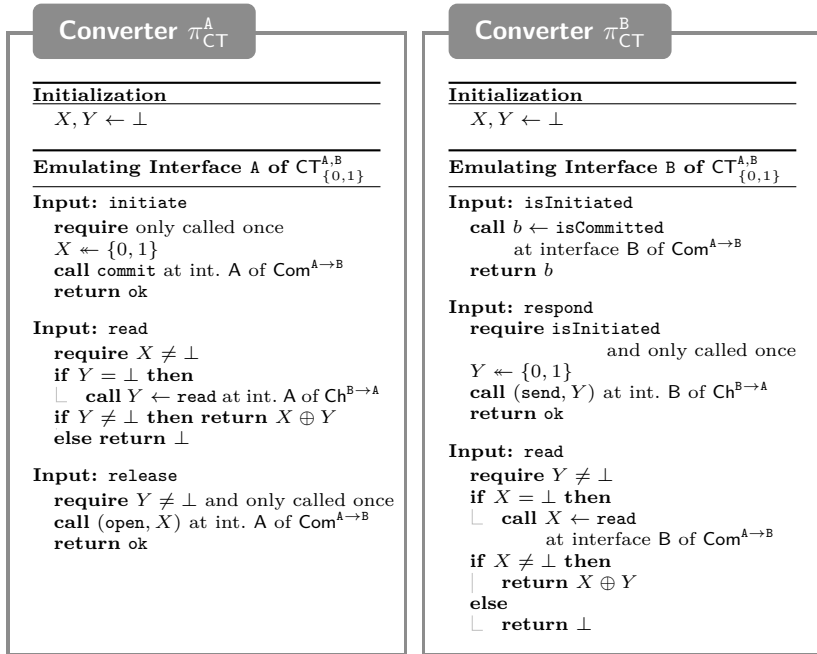 Converter π_CT^A
Initialization
X, Y ← ⊥
Emulating Interface A of CT_{0,1}^{A,B}
Input: initiate
require only called once
X ↞ {0, 1}
call commit at int. A of Com^{A→B}
return ok
Input: read
require X ≠ ⊥
if Y = ⊥ then
call Y ← read at int. A of Ch^{B→A}
if Y ≠ ⊥ then return X ⊕ Y
else return ⊥
Input: release
require Y ≠ ⊥ and only called once
call (open, X) at int. A of Com^{A→B}
return ok
Converter π_CT^B
Initialization
X, Y ← ⊥
Emulating Interface B of CT_{0,1}^{A,B}
Input: isInitiated
call b ← isCommitted
at interface B of Com^{A→B}
return b
Input: respond
require isInitiated
and only called once
Y ↞ {0, 1}
call (send, Y) at int. B of Ch^{B→A}
return ok
Input: read
require Y ≠ ⊥
if X = ⊥ then
call X ← read
at interface B of Com^{A→B}
if X ≠ ⊥ then
return X ⊕ Y
else
return ⊥